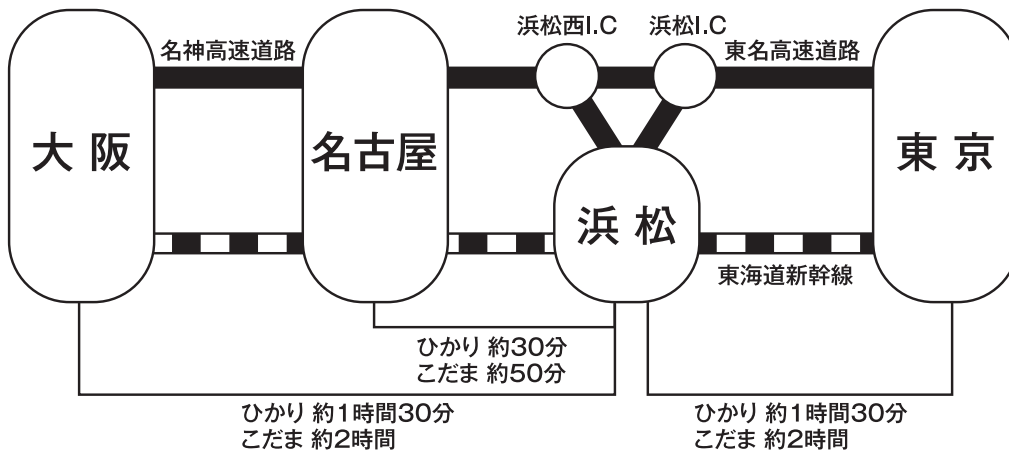 浜松西I.C
浜松I.C
名神高速道路
東名高速道路
大阪
名古屋
浜松
東京
東海道新幹線
ひかり 約30分
こだま 約50分
ひかり 約1時間30分
こだま 約2時間
ひかり 約1時間30分
こだま 約2時間